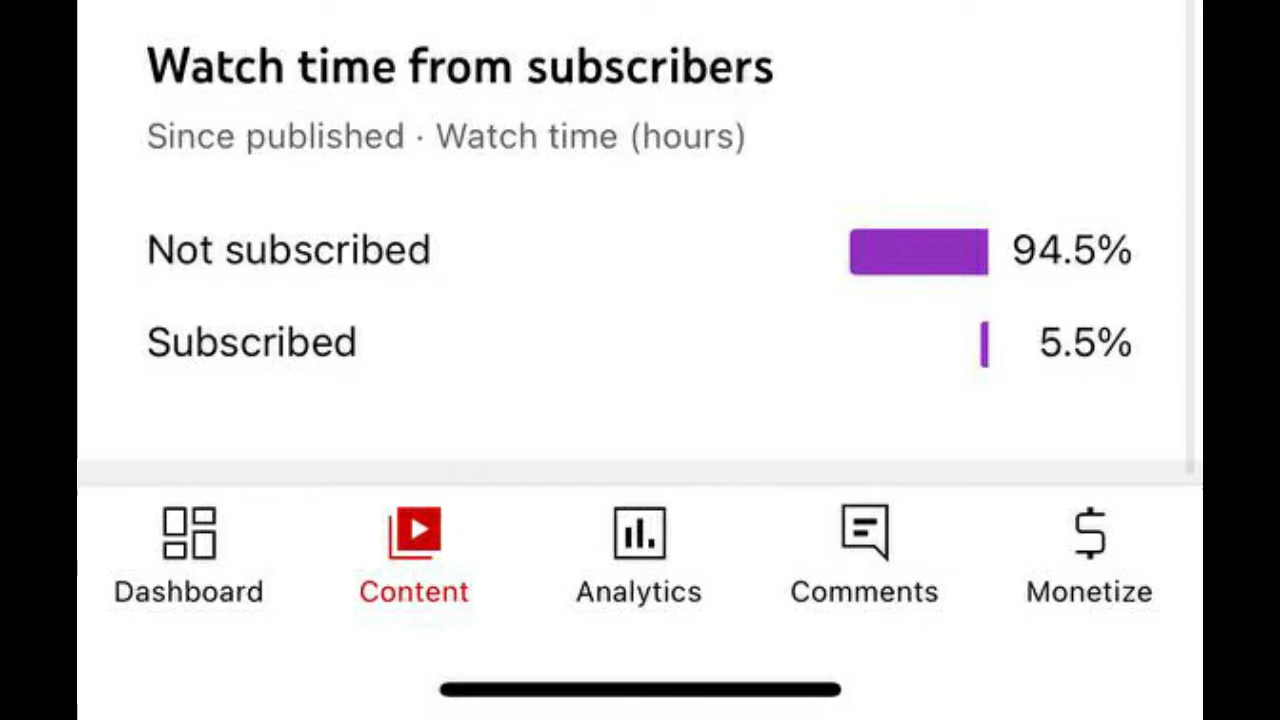 Watch time from subscribers
Since published · Watch time (hours)
Not subscribed 94.5%
Subscribed 5.5%
Dashboard Content Analytics Comments Monetize